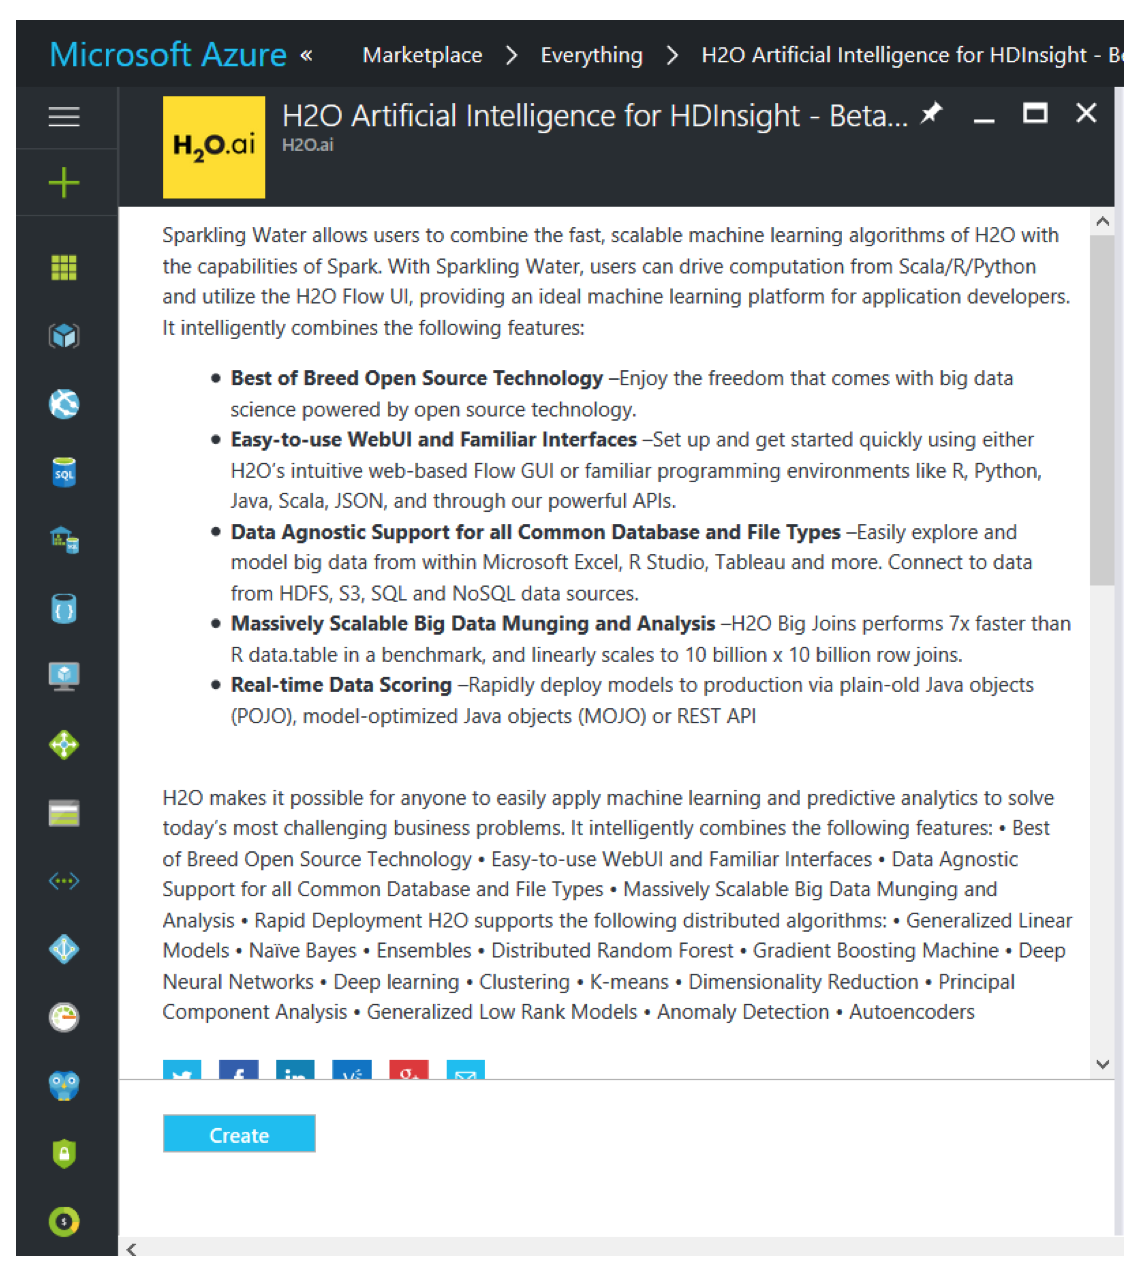 Microsoft Azure « Marketplace > Everything > H2O Artificial Intelligence for HDInsight - Be
H2O.ai
H2O Artificial Intelligence for HDInsight - Beta...
H2O.ai
Sparkling Water allows users to combine the fast, scalable machine learning algorithms of H2O with
the capabilities of Spark. With Sparkling Water, users can drive computation from Scala/R/Python
and utilize the H2O Flow UI, providing an ideal machine learning platform for application developers.
It intelligently combines the following features:
• Best of Breed Open Source Technology –Enjoy the freedom that comes with big data
science powered by open source technology.
• Easy-to-use WebUI and Familiar Interfaces –Set up and get started quickly using either
H2O's intuitive web-based Flow GUI or familiar programming environments like R, Python,
Java, Scala, JSON, and through our powerful APIs.
• Data Agnostic Support for all Common Database and File Types –Easily explore and
model big data from within Microsoft Excel, R Studio, Tableau and more. Connect to data
from HDFS, S3, SQL and NoSQL data sources.
• Massively Scalable Big Data Munging and Analysis –H2O Big Joins performs 7x faster than
R data.table in a benchmark, and linearly scales to 10 billion x 10 billion row joins.
• Real-time Data Scoring –Rapidly deploy models to production via plain-old Java objects
(POJO), model-optimized Java objects (MOJO) or REST API
H2O makes it possible for anyone to easily apply machine learning and predictive analytics to solve
today's most challenging business problems. It intelligently combines the following features: • Best
of Breed Open Source Technology • Easy-to-use WebUI and Familiar Interfaces • Data Agnostic
Support for all Common Database and File Types • Massively Scalable Big Data Munging and
Analysis • Rapid Deployment H2O supports the following distributed algorithms: • Generalized Linear
Models • Naïve Bayes • Ensembles • Distributed Random Forest • Gradient Boosting Machine • Deep
Neural Networks • Deep learning • Clustering • K-means • Dimensionality Reduction • Principal
Component Analysis • Generalized Low Rank Models • Anomaly Detection • Autoencoders
Create
SQL